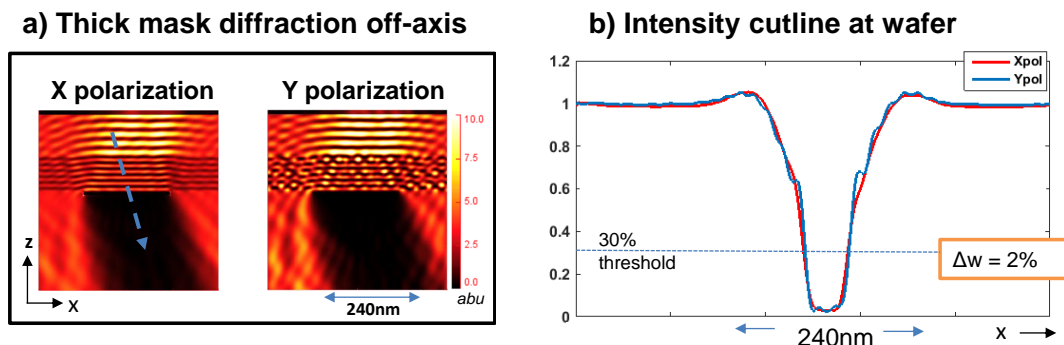 a) Thick mask diffraction off-axis
X polarization
Y polarization
10.0
7.5
5.0
2.5
0.0
abu
z
X
240nm
b) Intensity cutline at wafer
1.2
1
0.8
0.6
0.4
0.2
0
Xpol
Ypol
30%
threshold
Δw = 2%
240nm
x